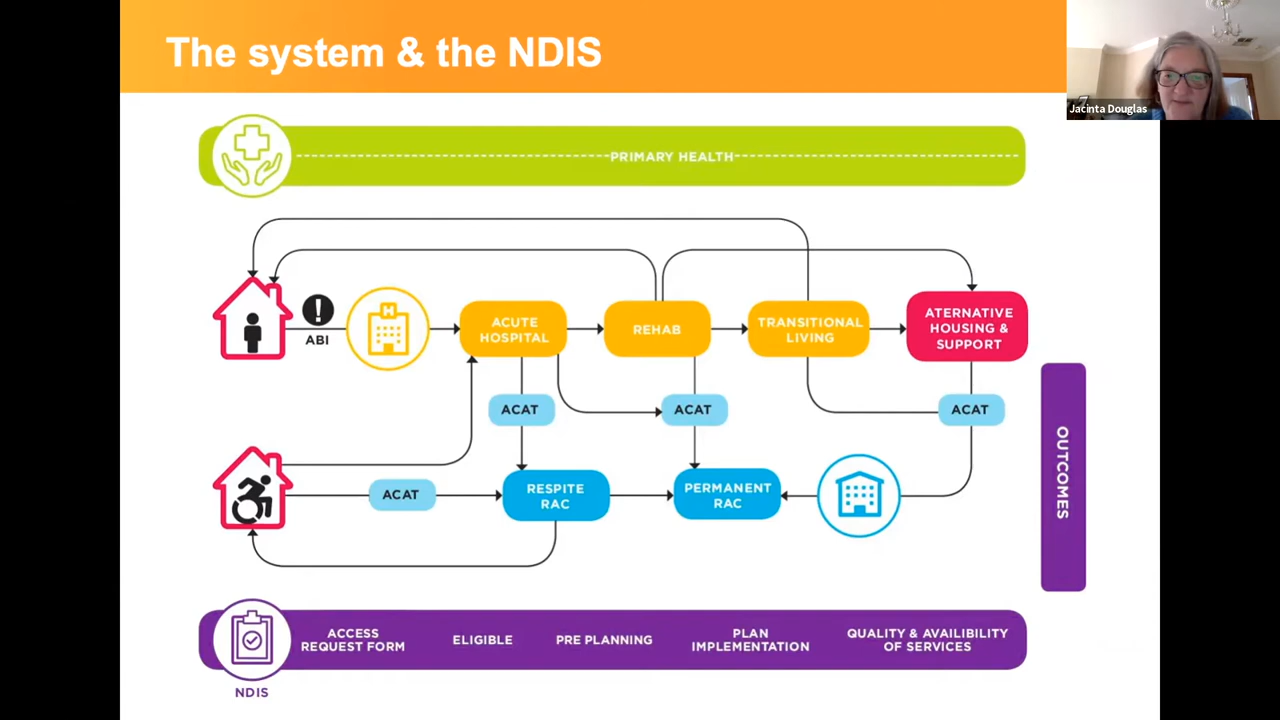 The system & the NDIS
Jacinta Douglas
PRIMARY HEALTH
ABI
H
ACUTE
HOSPITAL
REHAB
TRANSITIONAL
LIVING
ATERNATIVE
HOUSING &
SUPPORT
ACAT
ACAT
ACAT
ACAT
RESPITE
RAC
PERMANENT
RAC
OUTCOMES
ACCESS
REQUEST FORM
ELIGIBLE
PRE PLANNING
PLAN
IMPLEMENTATION
QUALITY & AVAILIBILITY
OF SERVICES
NDIS